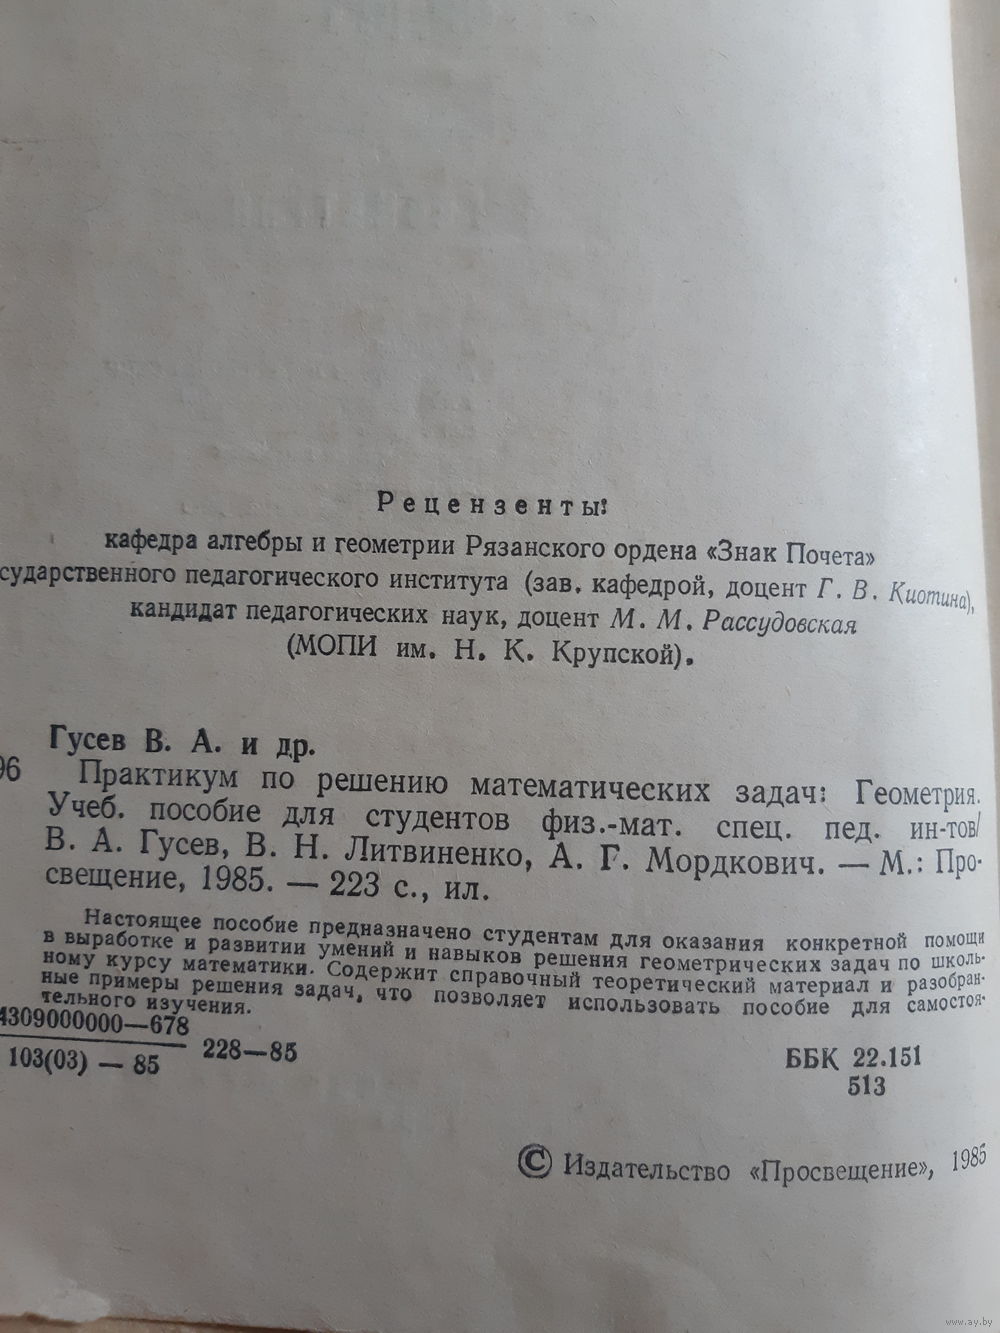 Рецензенты:
кафедра алгебры и геометрии Рязанского ордена «Знак Почета»
сударственного педагогического института (зав. кафедрой, доцент Г. В. Киотина),
кандидат педагогических наук, доцент М. М. Рассудовская
(МОПИ им. Н. К. Крупской).
Гусев В. А. и др.
96 Практикум по решению математических задач: Геометрия.
Учеб. пособие для студентов физ.-мат. спец. пед. ин-тов/
В. А. Гусев, В. Н. Литвиненко, А. Г. Мордкович. — М.: Про-
свещение, 1985. — 223 с., ил.
Настоящее пособие предназначено студентам для оказания конкретной помощи
в выработке и развитии умений и навыков решения геометрических задач по школь-
ному курсу математики. Содержит справочный теоретический материал и разобран-
ные примеры решения задач, что позволяет использовать пособие для самостоя-
тельного изучения.
4309000000—678
103(03) — 85
228—85
ББК 22.151
513
© Издательство «Просвещение», 1985
www.ay.by